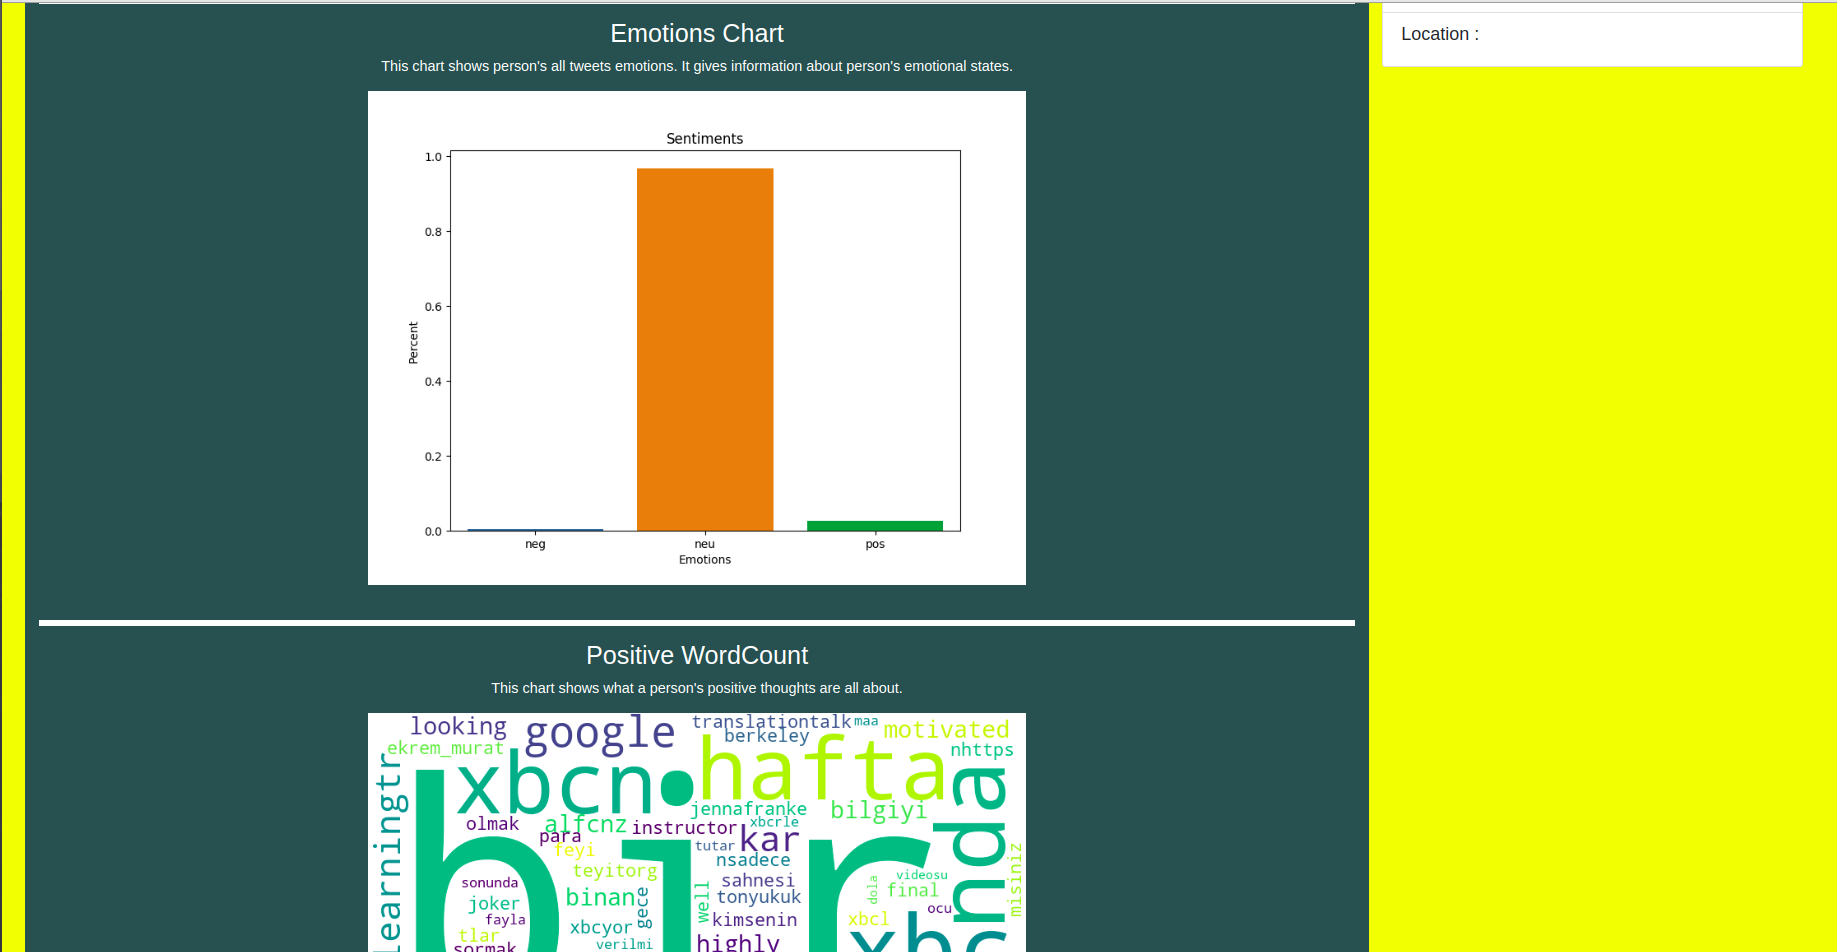 Emotions Chart
This chart shows person's all tweets emotions. It gives information about person's emotional states.
Sentiments
1.0
0.8
0.6
0.4
0.2
0.0
Percent
neg neu pos
Emotions
Positive WordCount
This chart shows what a person's positive thoughts are all about.
looking google translationtalk maa motivated
ekrem_murat berkeley nhttps
xbcn hafta
learningtr
jennafranke bilgiyi
olmak alfcnz instructor xbcrle
para kar
feyi tutar
nsadece
nda
bir
teyitorg
misiniz
sonunda sahnesi videosu
binan gece well tonyukuk dola final
joker
fayla xbcyor kimsenin xbcl ocu
tlar verilmi highly xbc
sormak
Location :